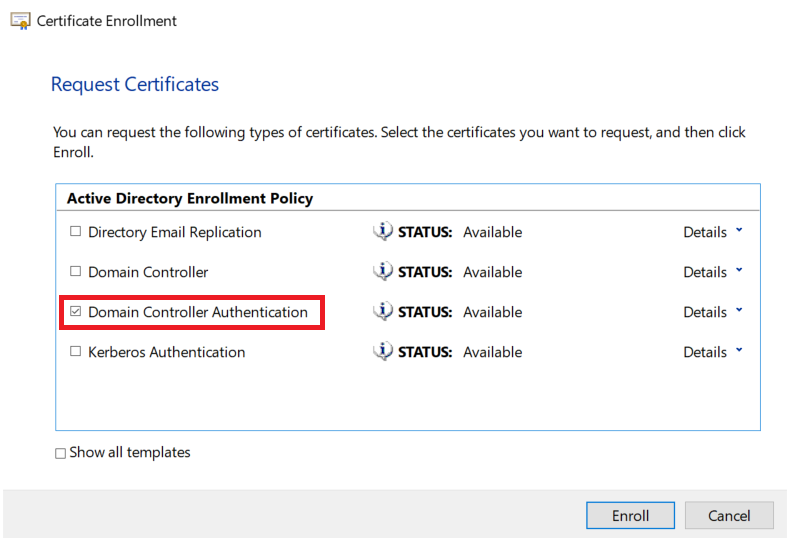 Certificate Enrollment
Request Certificates
You can request the following types of certificates. Select the certificates you want to request, and then click
Enroll.
Active Directory Enrollment Policy
Directory Email Replication STATUS: Available Details
Domain Controller STATUS: Available Details
Domain Controller Authentication STATUS: Available Details
Kerberos Authentication STATUS: Available Details
Show all templates
Enroll Cancel